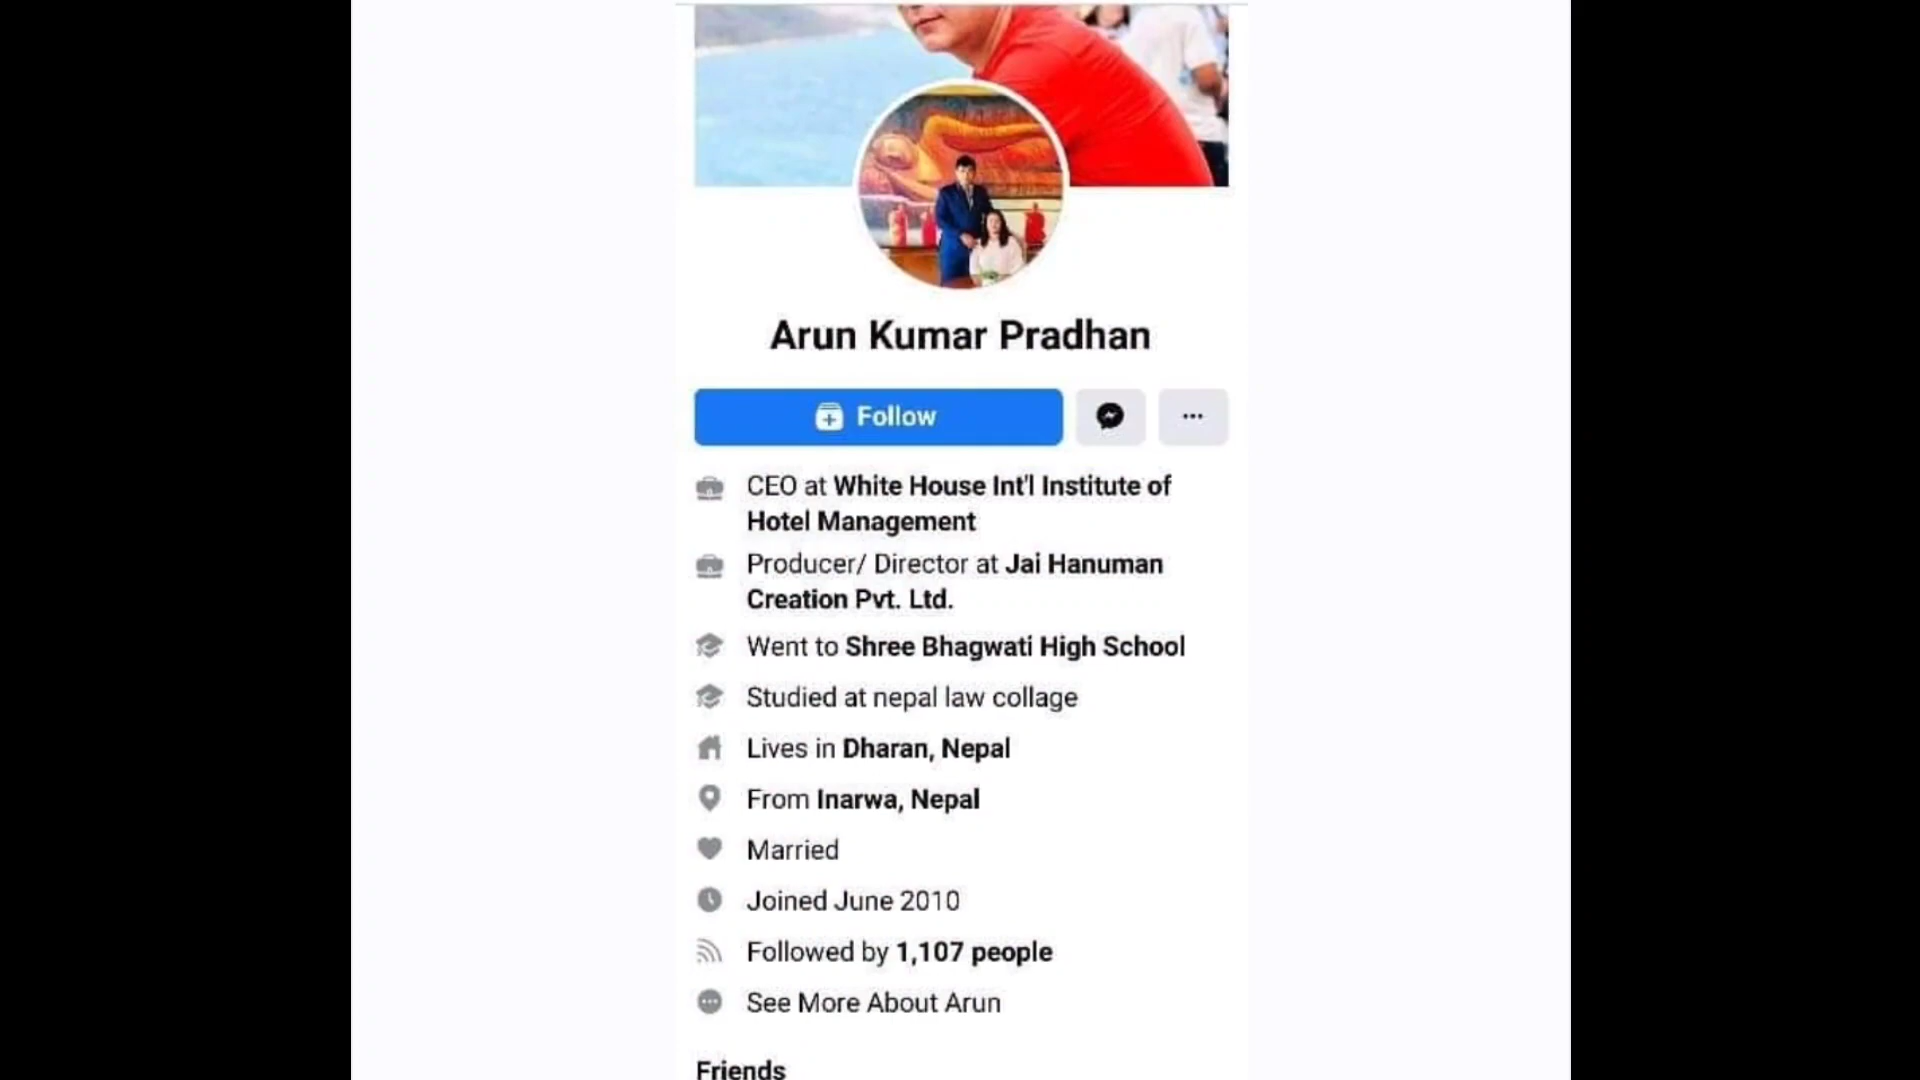 Arun Kumar Pradhan
Follow
CEO at White House Int'l Institute of
Hotel Management
Producer/ Director at Jai Hanuman
Creation Pvt. Ltd.
Went to Shree Bhagwati High School
Studied at nepal law collage
Lives in Dharan, Nepal
From Inarwa, Nepal
Married
Joined June 2010
Followed by 1,107 people
See More About Arun
Friends